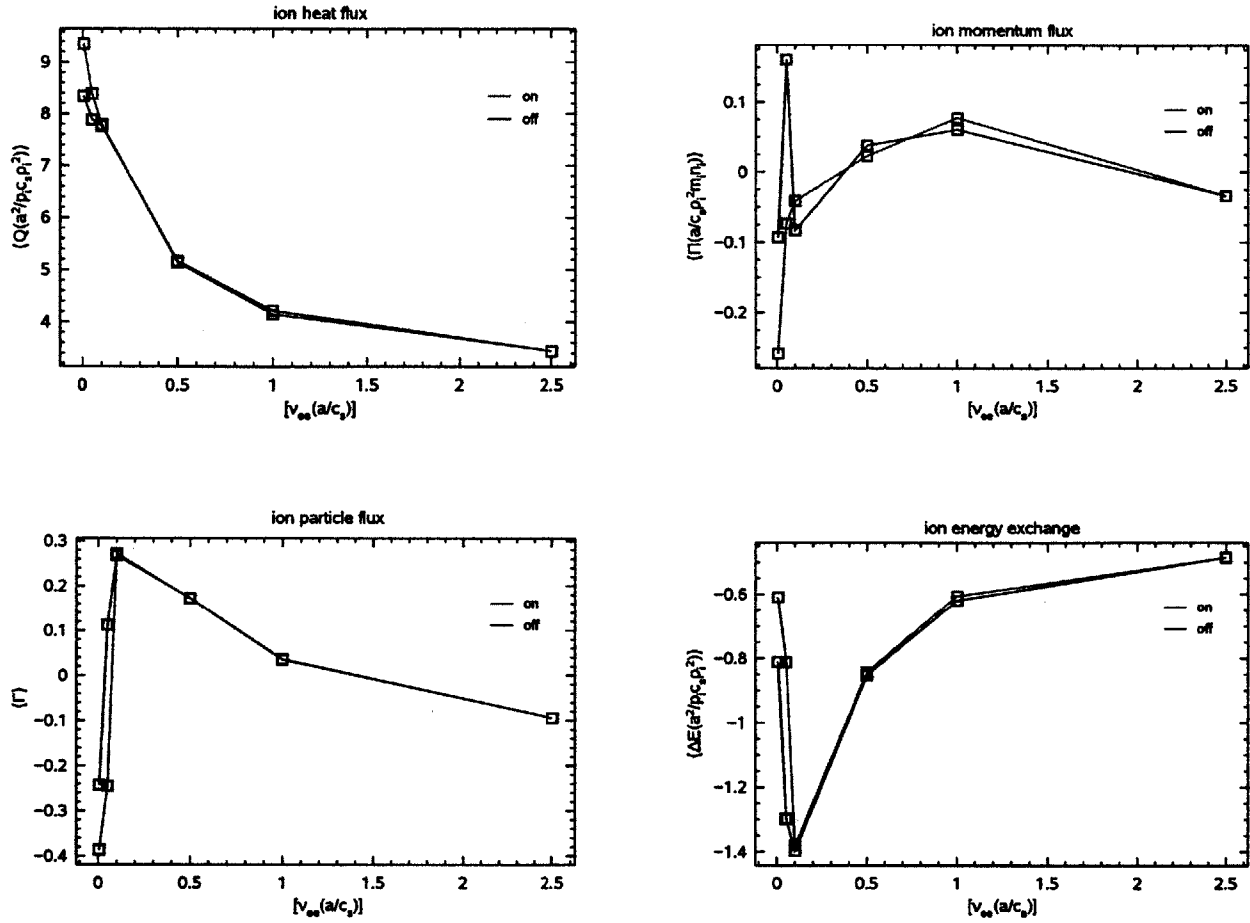 ion heat flux
9
8
7
6
5
4
⟨Q(a²/pᵢcₛρᵢ²)⟩
on
off
0 0.5 1 1.5 2 2.5
[νₑₑ(a/cₛ)]
ion momentum flux
0.1
0
−0.1
−0.2
⟨Π(a/cₛρᵢ²mᵢnᵢ)⟩
on
off
0 0.5 1 1.5 2 2.5
[νₑₑ(a/cₛ)]
ion particle flux
0.3
0.2
0.1
0
−0.1
−0.2
−0.3
−0.4
⟨Γ⟩
on
off
0 0.5 1 1.5 2 2.5
[νₑₑ(a/cₛ)]
ion energy exchange
−0.6
−0.8
−1
−1.2
−1.4
⟨ΔE(a²/pᵢcₛρᵢ²)⟩
on
off
0 0.5 1 1.5 2 2.5
[νₑₑ(a/cₛ)]